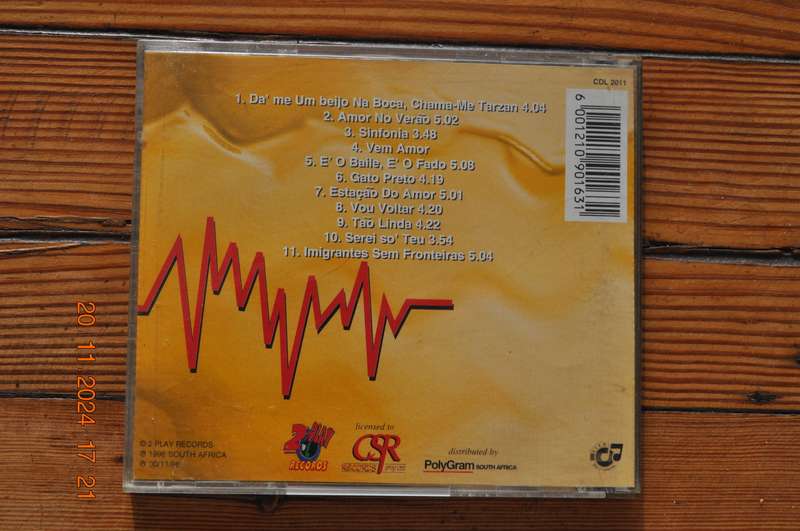 CDL 2011
1. Da' me Um beijo Na Boca, Chama-Me Tarzan 4.04
2. Amor No Verão 5.02
3. Sinfonia 3.48
4. Vem Amor
5. E' O Baile, E' O Fado 5.08
6. Gato Preto 4.19
7. Estação Do Amor 5.01
8. Vou Voltar 4.20
9. Tão Linda 4.22
10. Serei so' Teu 3.54
11. Imigrantes Sem Fronteiras 5.04
6 001210 901631
© 2 PLAY RECORDS
℗ 1996 SOUTH AFRICA
2 PLAY
RECORDS
licensed to
CSR
RECORDS
distributed by
PolyGram SOUTH AFRICA
20 11 2024 17 21